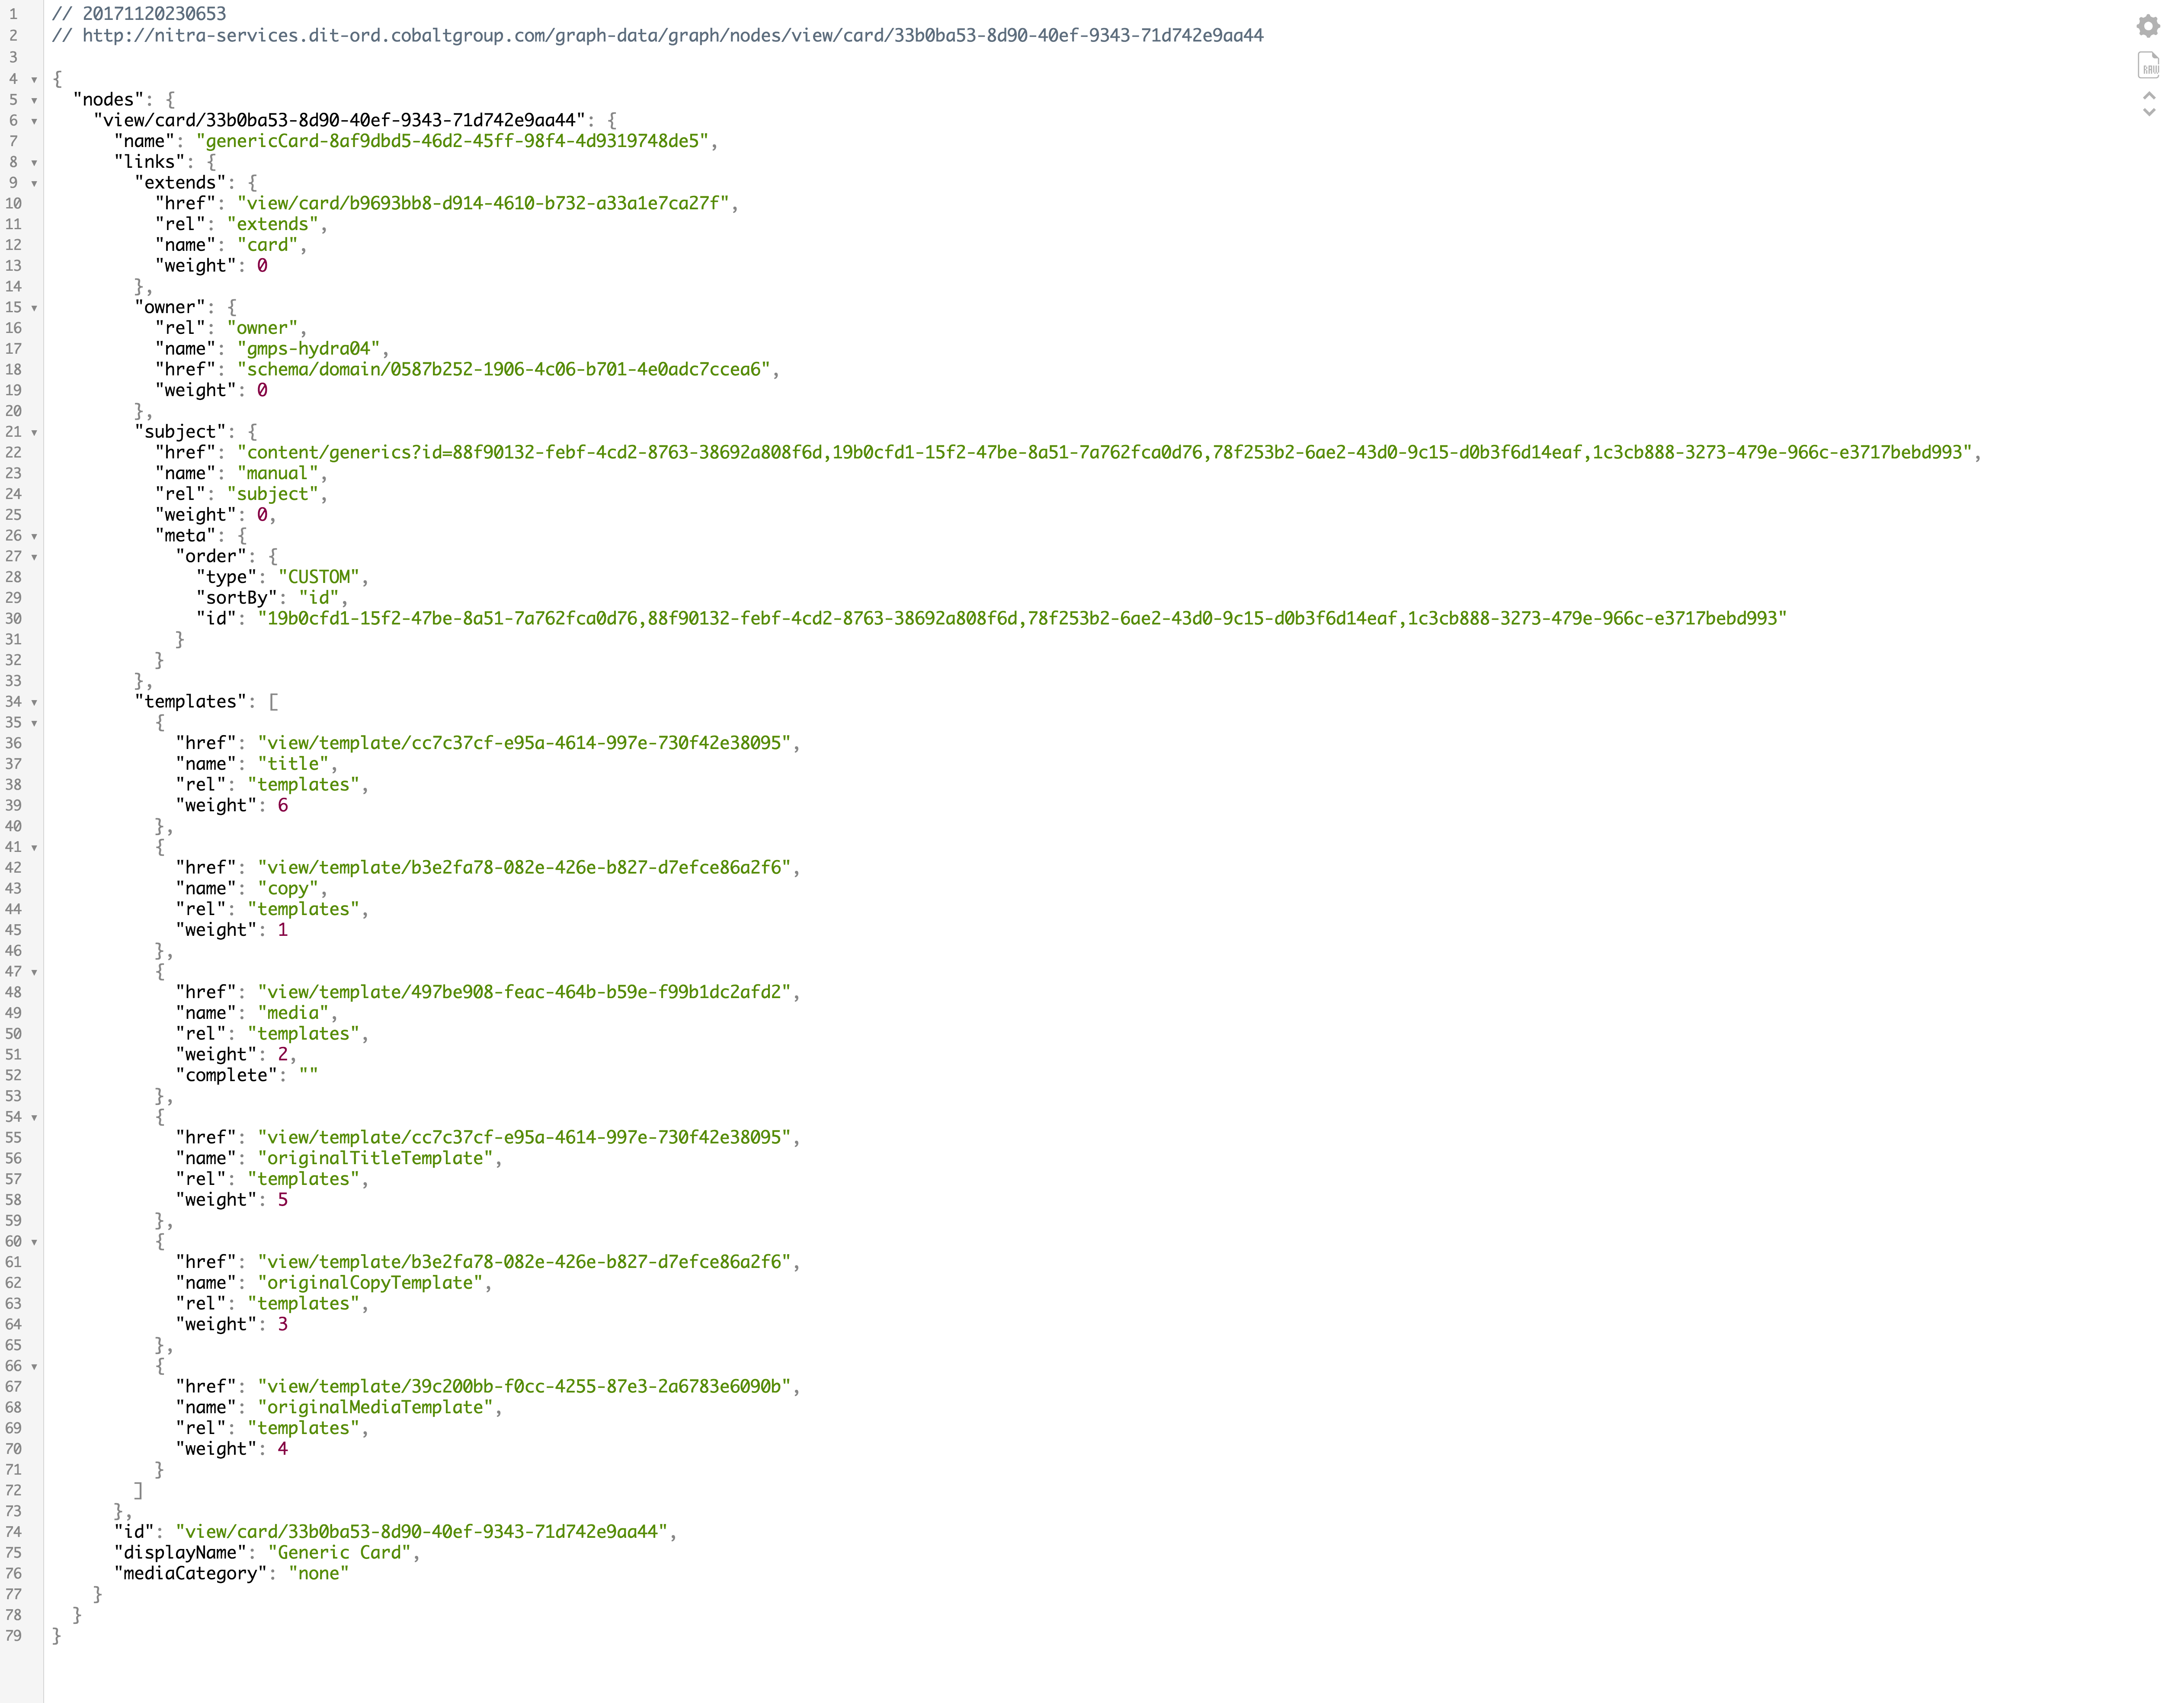 1 // 20171120230653
2 // http://nitra-services.dit-ord.cobaltgroup.com/graph-data/graph/nodes/view/card/33b0ba53-8d90-40ef-9343-71d742e9aa44
3
4 {
5 "nodes": {
6 "view/card/33b0ba53-8d90-40ef-9343-71d742e9aa44": {
7 "name": "genericCard-8af9dbd5-46d2-45ff-98f4-4d9319748de5",
8 "links": {
9 "extends": {
10 "href": "view/card/b9693bb8-d914-4610-b732-a33a1e7ca27f",
11 "rel": "extends",
12 "name": "card",
13 "weight": 0
14 },
15 "owner": {
16 "rel": "owner",
17 "name": "gmps-hydra04",
18 "href": "schema/domain/0587b252-1906-4c06-b701-4e0adc7ccea6",
19 "weight": 0
20 },
21 "subject": {
22 "href": "content/generics?id=88f90132-febf-4cd2-8763-38692a808f6d,19b0cfd1-15f2-47be-8a51-7a762fca0d76,78f253b2-6ae2-43d0-9c15-d0b3f6d14eaf,1c3cb888-3273-479e-966c-e3717bebd993",
23 "name": "manual",
24 "rel": "subject",
25 "weight": 0,
26 "meta": {
27 "order": {
28 "type": "CUSTOM",
29 "sortBy": "id",
30 "id": "19b0cfd1-15f2-47be-8a51-7a762fca0d76,88f90132-febf-4cd2-8763-38692a808f6d,78f253b2-6ae2-43d0-9c15-d0b3f6d14eaf,1c3cb888-3273-479e-966c-e3717bebd993"
31 }
32 }
33 },
34 "templates": [
35 {
36 "href": "view/template/cc7c37cf-e95a-4614-997e-730f42e38095",
37 "name": "title",
38 "rel": "templates",
39 "weight": 6
40 },
41 {
42 "href": "view/template/b3e2fa78-082e-426e-b827-d7efce86a2f6",
43 "name": "copy",
44 "rel": "templates",
45 "weight": 1
46 },
47 {
48 "href": "view/template/497be908-feac-464b-b59e-f99b1dc2afd2",
49 "name": "media",
50 "rel": "templates",
51 "weight": 2,
52 "complete": ""
53 },
54 {
55 "href": "view/template/cc7c37cf-e95a-4614-997e-730f42e38095",
56 "name": "originalTitleTemplate",
57 "rel": "templates",
58 "weight": 5
59 },
60 {
61 "href": "view/template/b3e2fa78-082e-426e-b827-d7efce86a2f6",
62 "name": "originalCopyTemplate",
63 "rel": "templates",
64 "weight": 3
65 },
66 {
67 "href": "view/template/39c200bb-f0cc-4255-87e3-2a6783e6090b",
68 "name": "originalMediaTemplate",
69 "rel": "templates",
70 "weight": 4
71 }
72 ]
73 },
74 "id": "view/card/33b0ba53-8d90-40ef-9343-71d742e9aa44",
75 "displayName": "Generic Card",
76 "mediaCategory": "none"
77 }
78 }
79 }
RAW